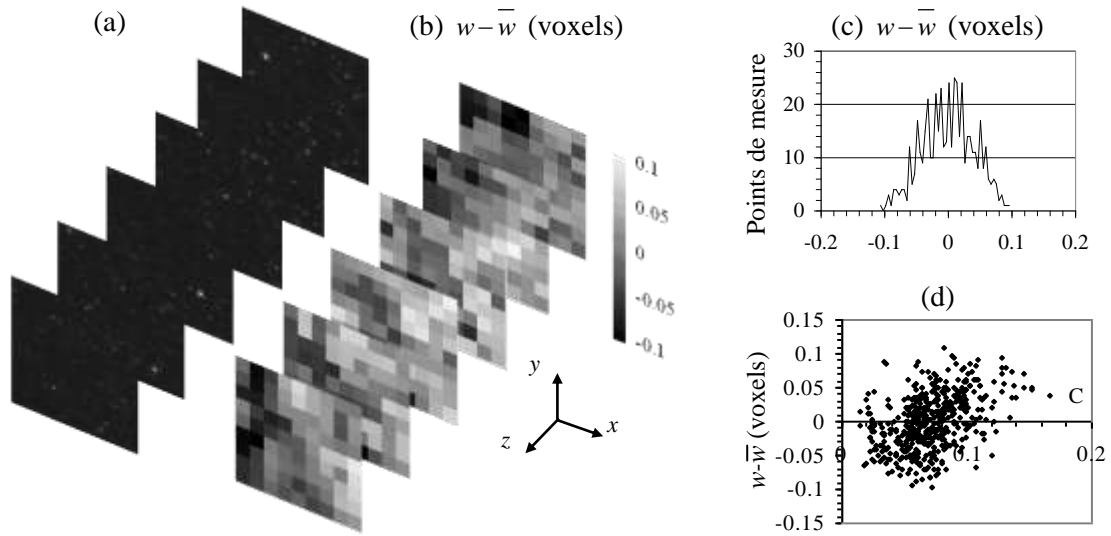 (a)
(b) w – w̅ (voxels)
0.1
0.05
0
-0.05
-0.1
y
x
z
(c) w – w̅ (voxels)
Points de mesure
30
20
10
0
-0.2 -0.1 0 0.1 0.2
(d)
w-w̅ (voxels)
0.15
0.1
0.05
0
-0.05
-0.1
-0.15
0 0.1 0.2
C